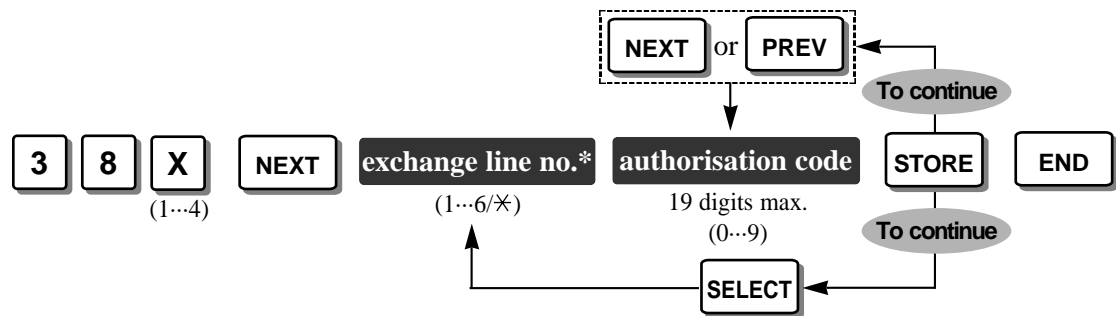 NEXT or PREV
To continue
3 8 X NEXT exchange line no.* authorisation code STORE END
(1···4) (1···6/✳) 19 digits max.
(0···9)
To continue
SELECT